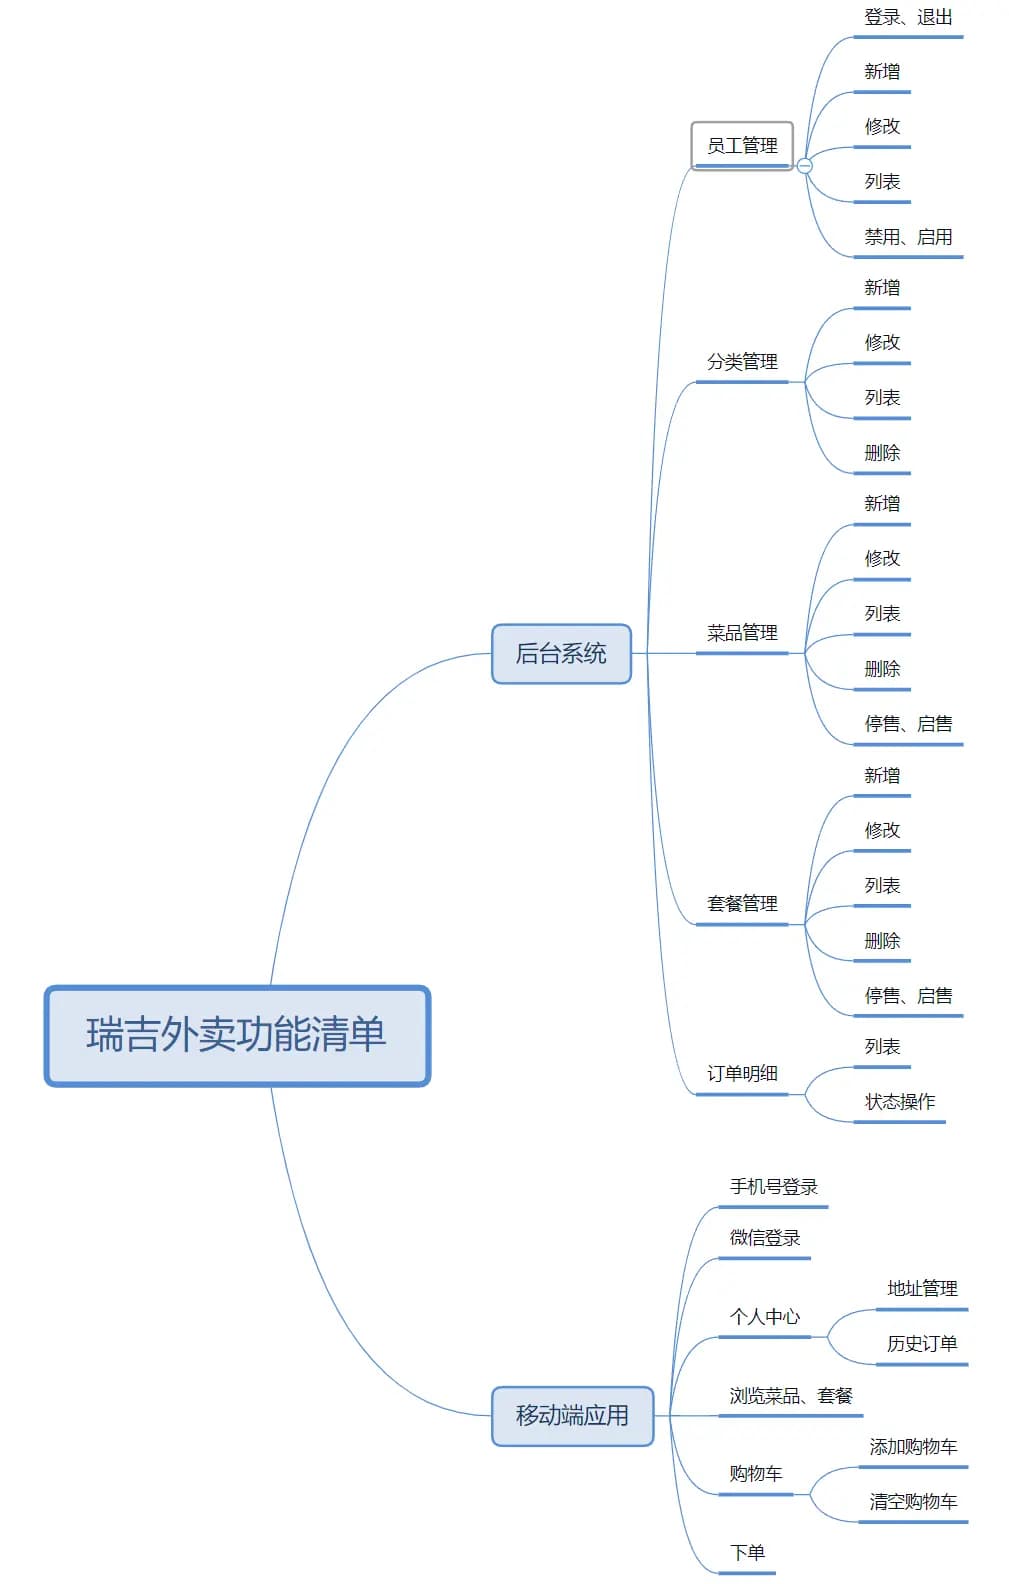 瑞吉外卖功能清单
后台系统
员工管理
登录、退出
新增
修改
列表
禁用、启用
分类管理
新增
修改
列表
删除
菜品管理
新增
修改
列表
删除
停售、启售
套餐管理
新增
修改
列表
删除
停售、启售
订单明细
列表
状态操作
移动端应用
手机号登录
微信登录
个人中心
地址管理
历史订单
浏览菜品、套餐
购物车
添加购物车
清空购物车
下单